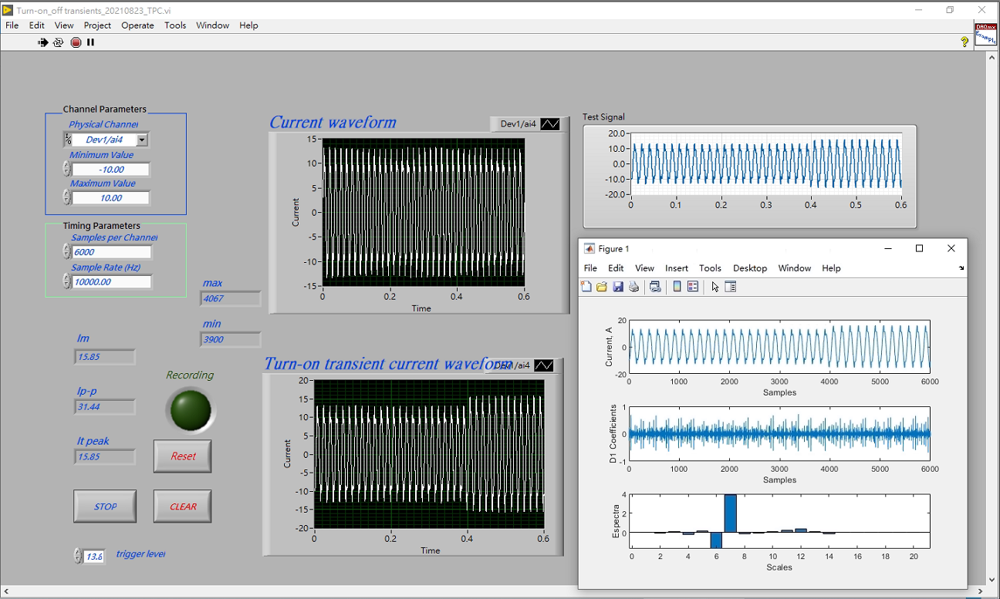 Turn-on_off transients_20210823_TPC.vi
File Edit View Project Operate Tools Window Help
?
DAQmx
Example
Channel Parameters
Physical Channel
Dev1/ai4
Minimum Value
-10.00
Maximum Value
10.00
Timing Parameters
Samples per Channel
6000
Sample Rate (Hz)
10000.00
max
4067
min
3900
Im
15.85
Ip-p
31.44
It peak
15.85
Recording
Reset
STOP
CLEAR
13.8
trigger level
Current waveform
Dev1/ai4
Current
15
10
5
0
-5
-10
-15
0 0.2 0.4 0.6
Time
Turn-on transient current waveform
Dev1/ai4
Current
20
15
10
5
0
-5
-10
-15
-20
0 0.2 0.4 0.6
Time
Test Signal
20.0
10.0
0.0
-10.0
-20.0
0 0.1 0.2 0.3 0.4 0.5 0.6
Figure 1
File Edit View Insert Tools Desktop Window Help
Current, A
20
0
-20
0 1000 2000 3000 4000 5000 6000
Samples
D1 Coefficients
1
0
-1
0 1000 2000 3000 4000 5000 6000
Samples
Espectra
4
2
0
0 2 4 6 8 10 12 14 16 18 20
Scales